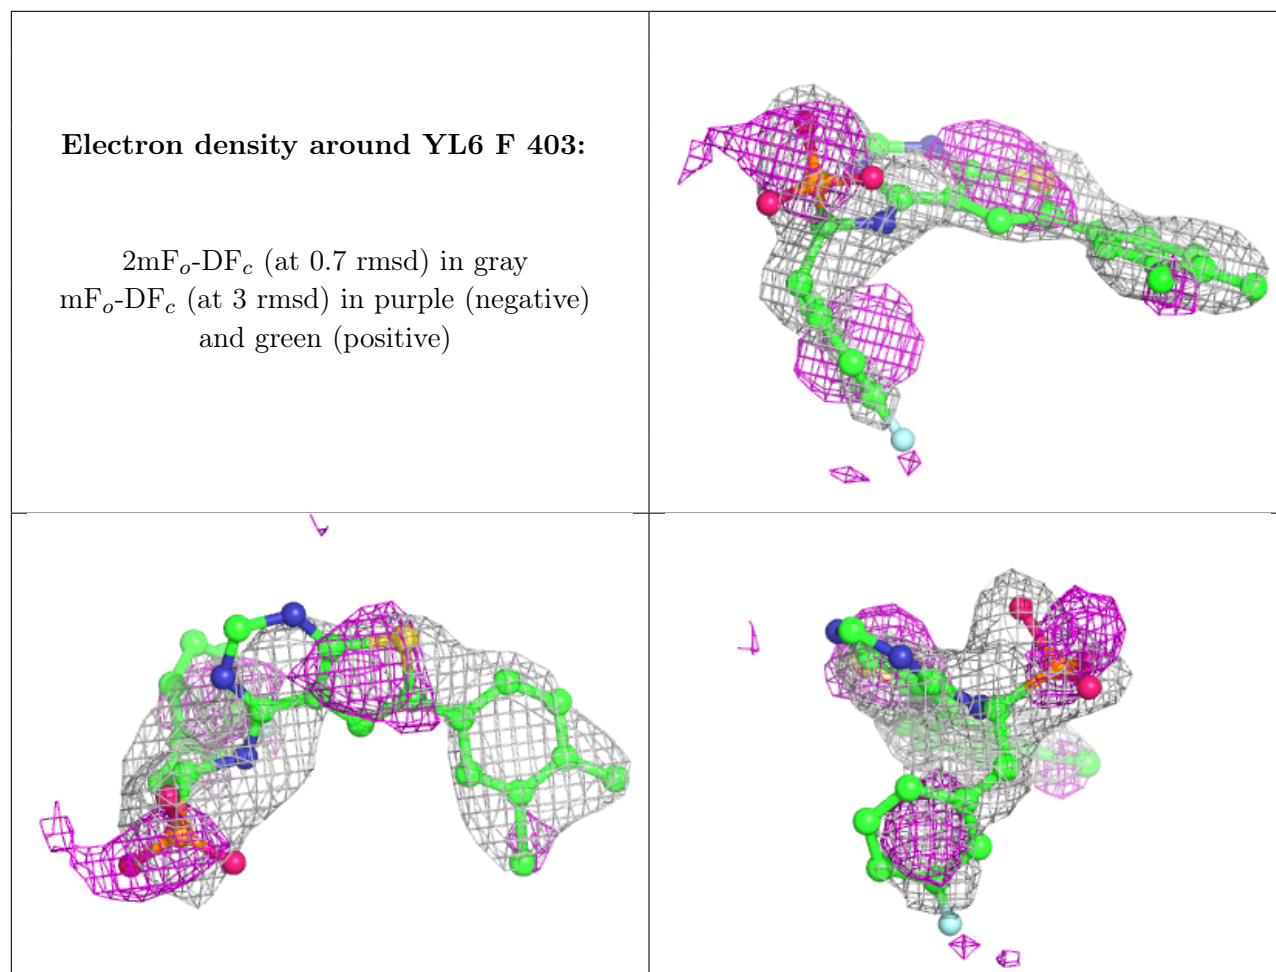 Electron density around YL6 F 403:
2mFₒ-DF𝒸 (at 0.7 rmsd) in gray
mFₒ-DF𝒸 (at 3 rmsd) in purple (negative)
and green (positive)